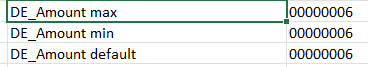 DE_Amount max 00000006
DE_Amount min 00000006
DE_Amount default 00000006